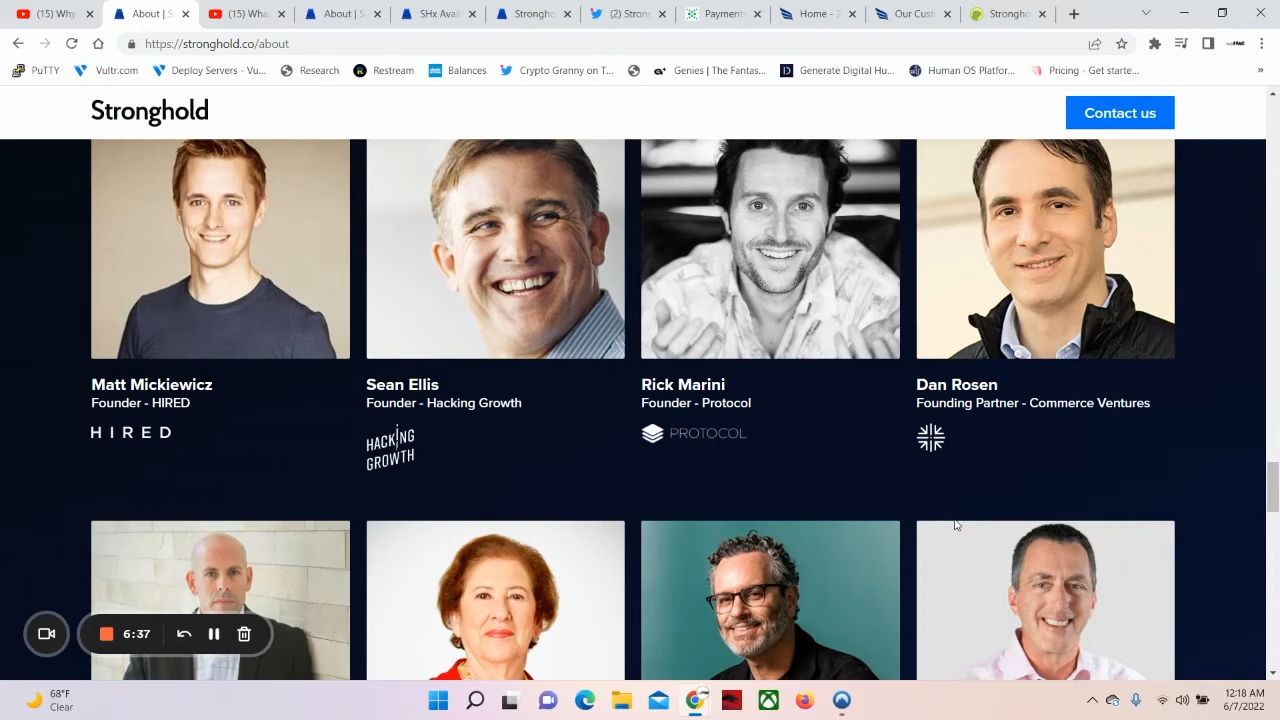 (15) Why
About | S
(15) Wha
About | S
SHx Ava
Strongh
(2) Stron
Payment
Home - 2
Our Cust
Strongho
https://stronghold.co/about
PuTTY
Vultr.com
Deploy Servers - Vu...
Research
Restream
Balances
Crypto Granny on T...
Genies | The Fantas...
Generate Digital Hu...
Human OS Platfor...
Pricing - Get starte...
»
Stronghold
Contact us
Matt Mickiewicz
Founder - HIRED
HIRED
Sean Ellis
Founder - Hacking Growth
HACKING
GROWTH
Rick Marini
Founder - Protocol
PROTOCOL
Dan Rosen
Founding Partner - Commerce Ventures
6:37
68°F
Clear
12:18 AM
6/7/2022